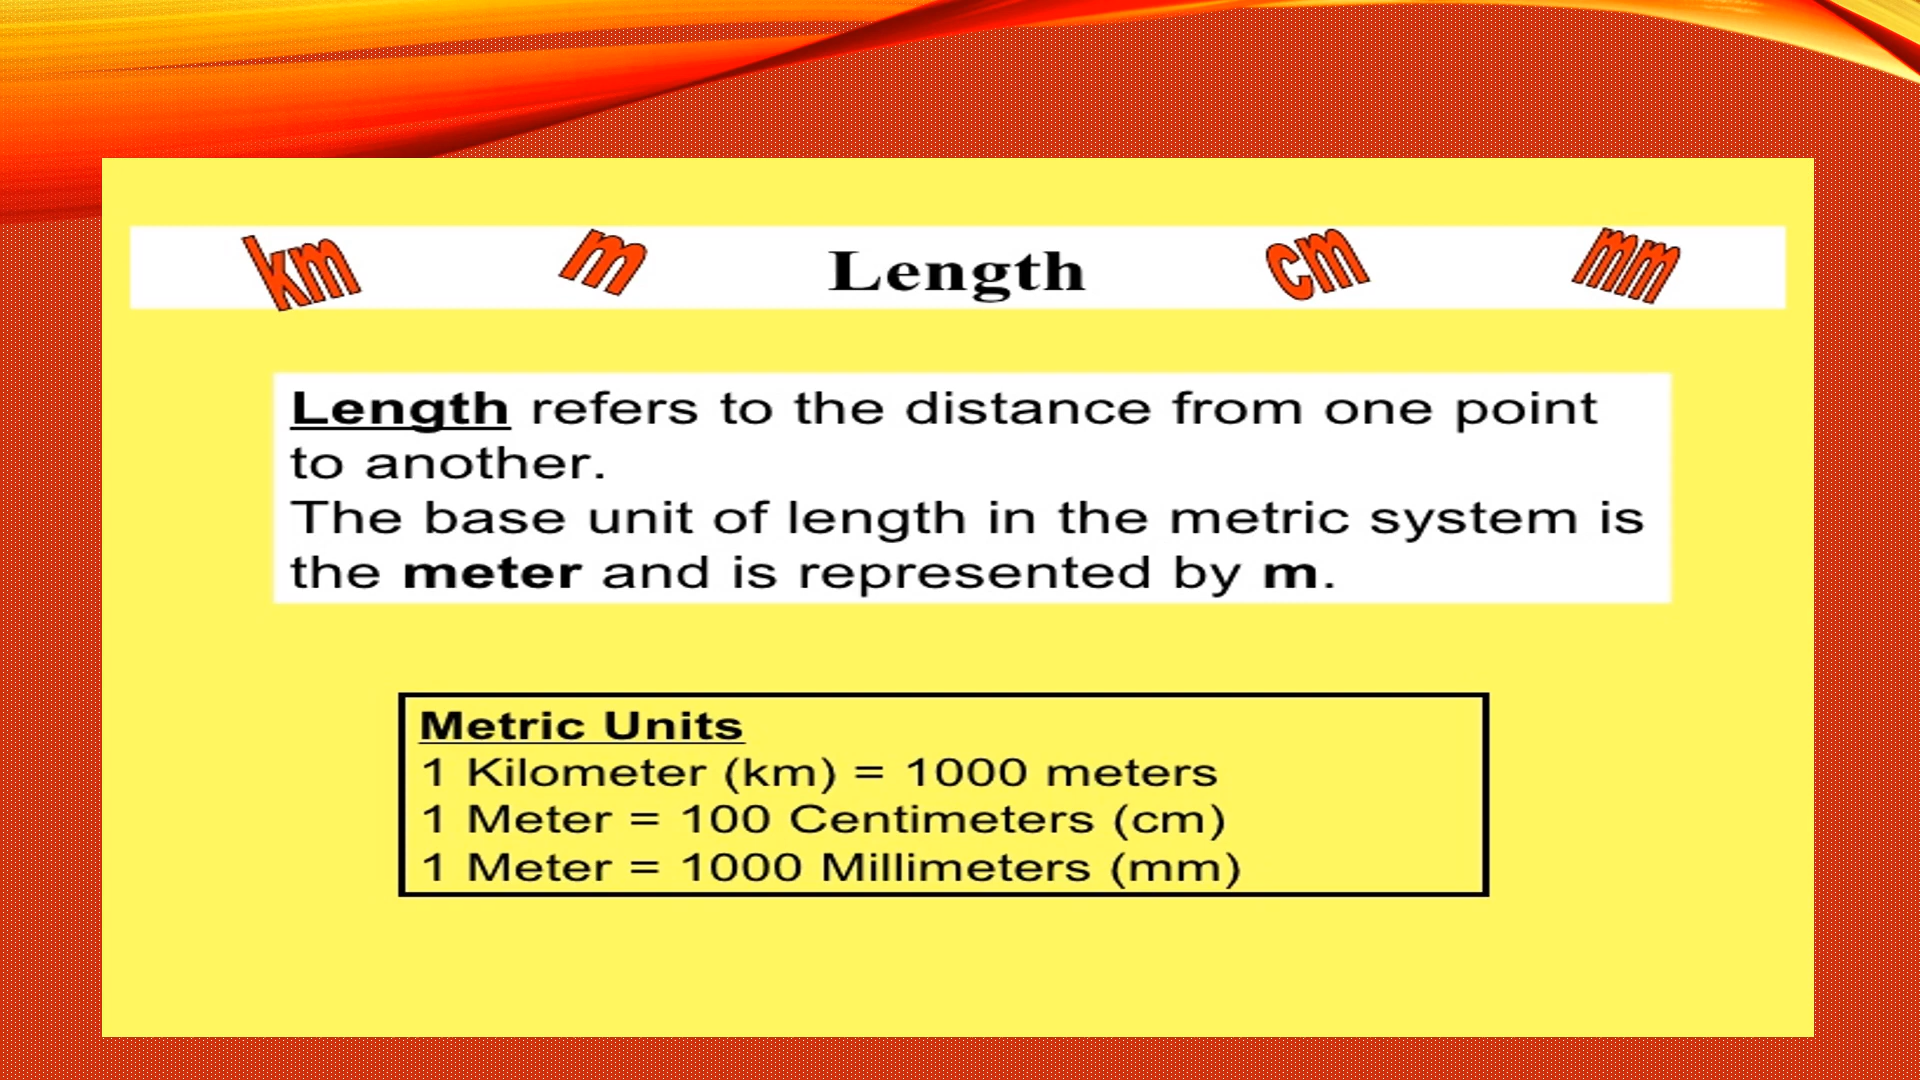 km m Length cm mm
Length refers to the distance from one point
to another.
The base unit of length in the metric system is
the meter and is represented by m.
Metric Units
1 Kilometer (km) = 1000 meters
1 Meter = 100 Centimeters (cm)
1 Meter = 1000 Millimeters (mm)